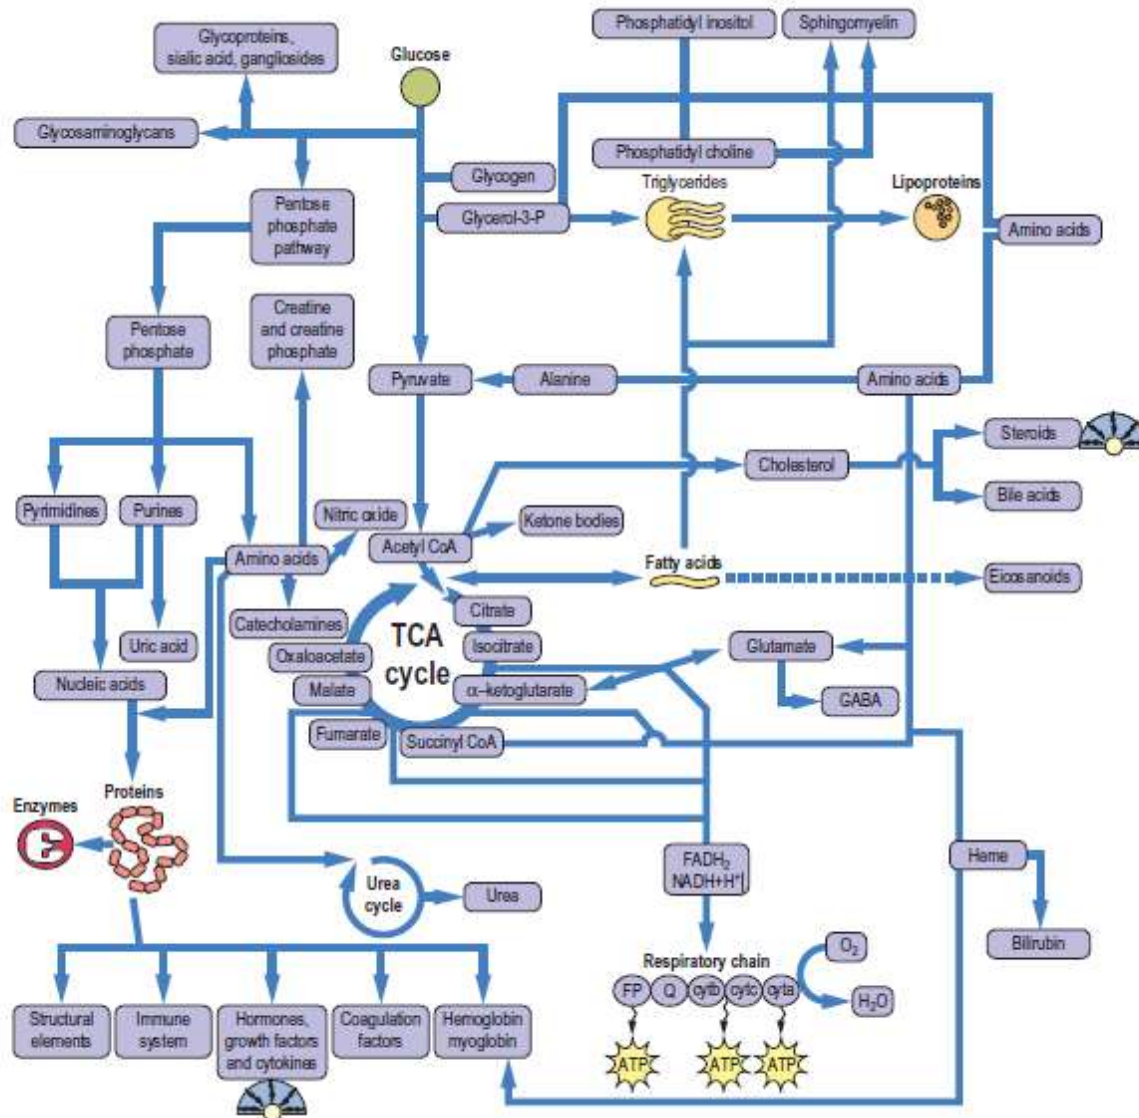 Glycoproteins,
sialic acid, gangliosides
Glucose
Phosphatidyl inositol
Sphingomyelin
Glycosaminoglycans
Phosphatidyl choline
Glycogen
Triglycerides
Lipoproteins
Pentose
phosphate
pathway
Glycerol-3-P
Amino acids
Creatine
and creatine
phosphate
Pentose
phosphate
Pyruvate
Alanine
Amino acids
Steroids
Cholesterol
Bile acids
Pyrimidines
Purines
Nitric oxide
Ketone bodies
Acetyl CoA
Amino acids
Fatty acids
Eicosanoids
Citrate
Catecholamines
TCA
cycle
Isocitrate
Uric acid
Oxaloacetate
Glutamate
Nucleic acids
Malate
α–ketoglutarate
GABA
Fumarate
Succinyl CoA
Enzymes
Proteins
FADH₂
NADH+H⁺|
Heme
Urea
cycle
Urea
Bilirubin
Respiratory chain
O₂
FP
Q
cytb
cytc
cyta
H₂O
Structural
elements
Immune
system
Hormones,
growth factors
and cytokines
Coagulation
factors
Hemoglobin
myoglobin
ATP
ATP
ATP